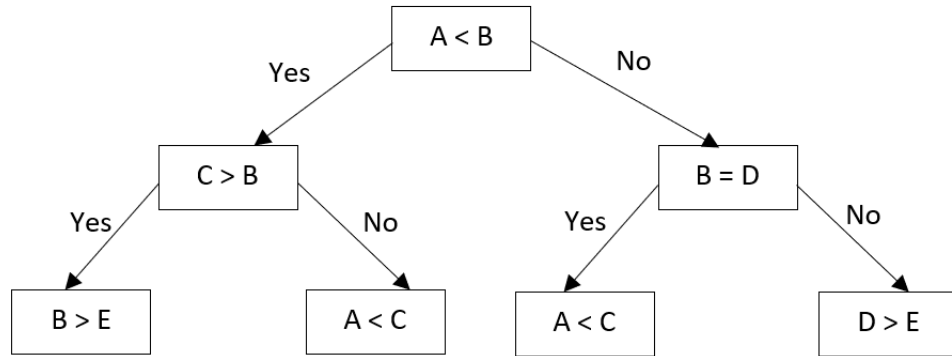 A < B
Yes
No
C > B
B = D
Yes
No
Yes
No
B > E
A < C
A < C
D > E